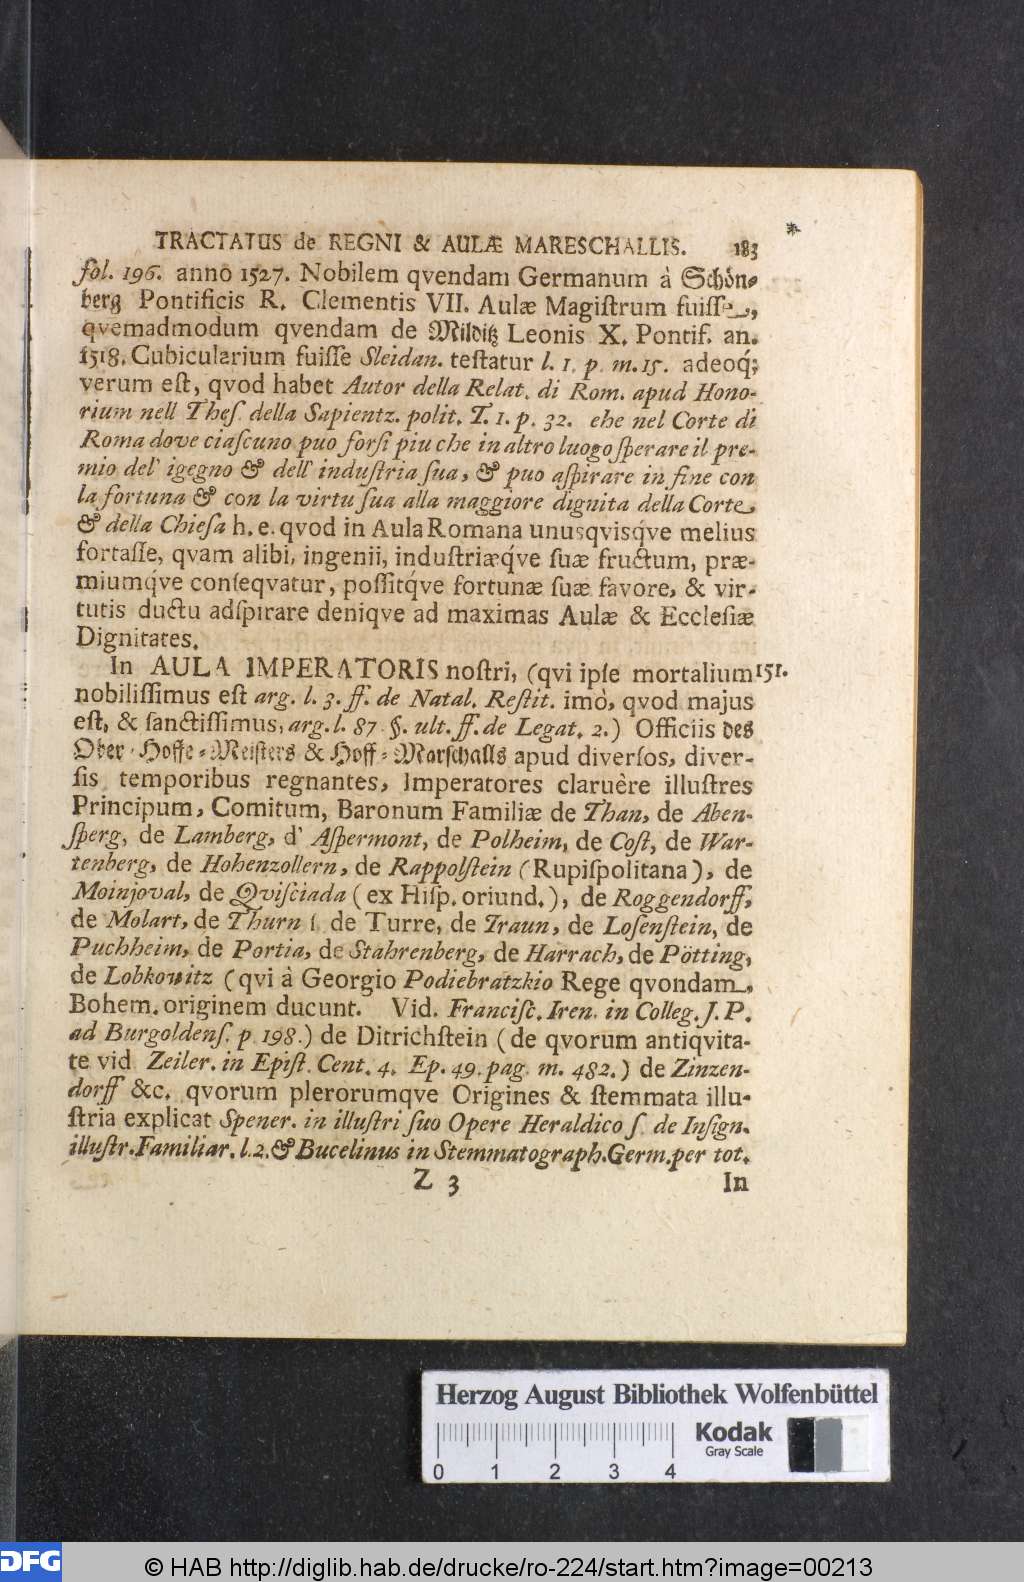 TRACTATUS de REGNI & AULÆ MARESCHALLIS. 183
fol. 196. anno 1527. Nobilem qvendam Germanum à Schön-
berg Pontificis R. Clementis VII. Aulæ Magiſtrum fuiſſe,
qvemadmodum qvendam de Milditz Leonis X. Pontif. an.
1518. Cubicularium fuiſſe Sleidan. teſtatur l. 1. p. m. 15. adeoq́;
verum eſt, qvod habet Autor della Relat. di Rom. apud Hono-
rium nell Theſ. della Sapientz. polit. T. 1. p. 32. ehe nel Corte di
Roma dove ciaſcuno puo forſi piu che in altro luogo ſperare il pre-
mio del' igegno & dell' induſtria ſua, & puo aſpirare in fine con
la fortuna & con la virtu ſua alla maggiore dignita della Corte
& della Chieſa h. e. qvod in Aula Romana unusqvisq́ve melius
fortaſſe, qvam alibi, ingenii, induſtriæq́ve ſuæ fructum, præ-
miumq́ve conſeqvatur, poſſitq́ve fortunæ ſuæ favore, & vir-
tutis ductu adſpirare deniqve ad maximas Aulæ & Eccleſiæ
Dignitates.
In AULA IMPERATORIS noſtri, (qvi ipſe mortalium 151.
nobiliſſimus eſt arg. l. 3. ff. de Natal. Reſtit. imò, qvod majus
eſt, & ſanctiſſimus, arg. l. 87 §. ult. ff. de Legat. 2.) Officiis des
Ober-Hoffe-Meiſters & Hoff-Marſchalls apud diverſos, diver-
ſis temporibus regnantes, Imperatores claruêre illuſtres
Principum, Comitum, Baronum Familiæ de Than, de Aben-
ſperg, de Lamberg, d' Aſpermont, de Polheim, de Coſt, de War-
tenberg, de Hohenzollern, de Rappolſtein (Rupiſpolitana), de
Moinjoval, de Qviſciada (ex Hiſp. oriund.), de Roggendorff,
de Molart, de Thurn ſ. de Turre, de Traun, de Loſenſtein, de
Puchheim, de Portia, de Stahrenberg, de Harrach, de Pötting,
de Lobkowitz (qvi à Georgio Podiebratzkio Rege qvondam
Bohem. originem ducunt. Vid. Franciſc. Iren. in Colleg. J. P.
ad Burgoldenſ. p. 198.) de Ditrichſtein (de qvorum antiqvita-
te vid Zeiler. in Epiſt. Cent. 4. Ep. 49. pag. m. 482.) de Zinzen-
dorff &c. qvorum plerorumqve Origines & ſtemmata illu-
ſtria explicat Spener. in illuſtri ſuo Opere Heraldico ſ. de Inſign.
illuſtr. Familiar. l. 2. & Bucelinus in Stemmatograph. Germ. per tot.
Z 3 In
Herzog August Bibliothek Wolfenbüttel
Kodak
Gray Scale
0 1 2 3 4
DFG © HAB http://diglib.hab.de/drucke/ro-224/start.htm?image=00213